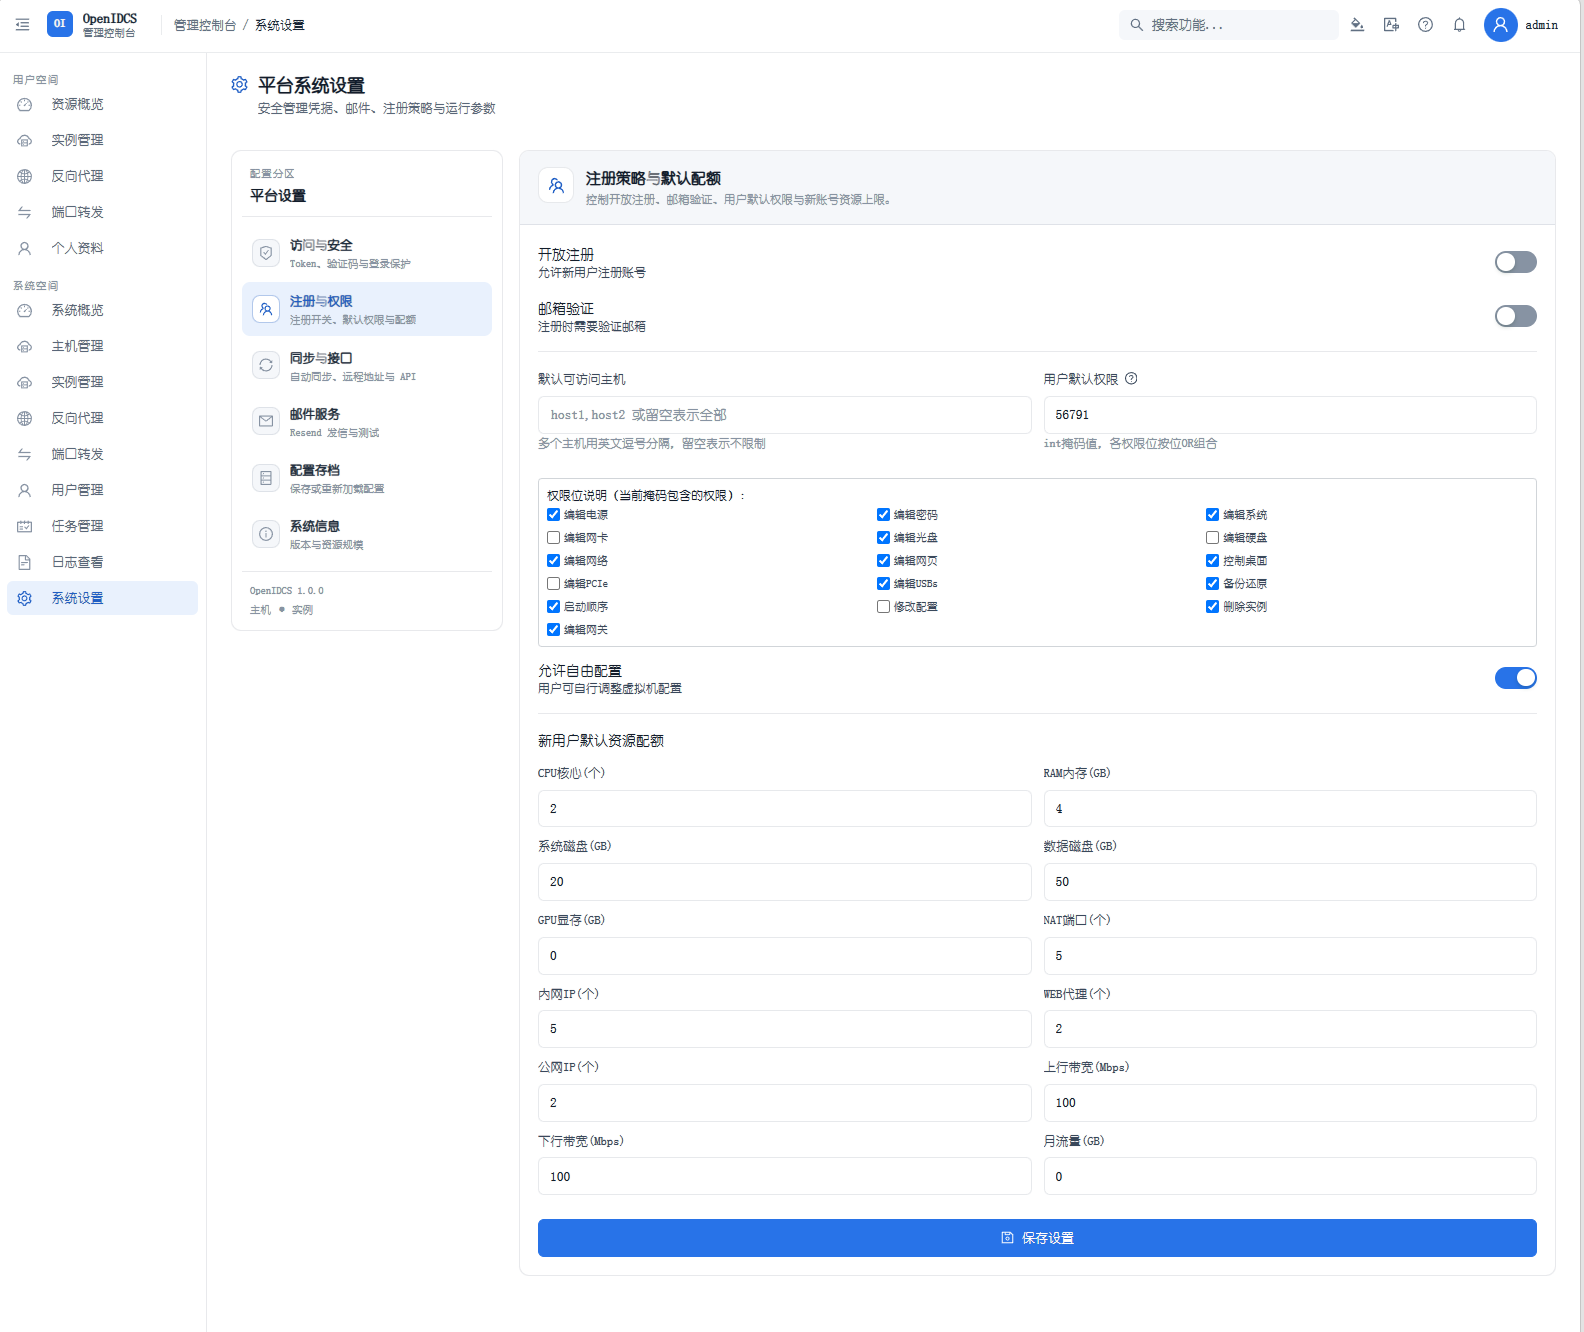 OI
OpenIDCS
管理控制台
管理控制台 / 系统设置
搜索功能...
admin
用户空间
资源概览
实例管理
反向代理
端口转发
个人资料
系统空间
系统概览
主机管理
实例管理
反向代理
端口转发
用户管理
任务管理
日志查看
系统设置
平台系统设置
安全管理凭据、邮件、注册策略与运行参数
配置分区
平台设置
访问与安全
Token、验证码与登录保护
注册与权限
注册开关、默认权限与配额
同步与接口
自动同步、远程地址与 API
邮件服务
Resend 发信与测试
配置存档
保存或重新加载配置
系统信息
版本与资源规模
OpenIDCS 1.0.0
主机 ● 实例
注册策略与默认配额
控制开放注册、邮箱验证、用户默认权限与新账号资源上限。
开放注册
允许新用户注册账号
邮箱验证
注册时需要验证邮箱
默认可访问主机
host1,host2 或留空表示全部
多个主机用英文逗号分隔，留空表示不限制
用户默认权限
56791
int掩码值，各权限位按位OR组合
权限位说明（当前掩码包含的权限）:
编辑电源 编辑密码 编辑系统
编辑网卡 编辑光盘 编辑硬盘
编辑网络 编辑网页 控制桌面
编辑PCIe 编辑USBs 备份还原
启动顺序 修改配置 删除实例
编辑网关
允许自由配置
用户可自行调整虚拟机配置
新用户默认资源配额
CPU核心(个) RAM内存(GB)
2 4
系统磁盘(GB) 数据磁盘(GB)
20 50
GPU显存(GB) NAT端口(个)
0 5
内网IP(个) WEB代理(个)
5 2
公网IP(个) 上行带宽(Mbps)
2 100
下行带宽(Mbps) 月流量(GB)
100 0
保存设置